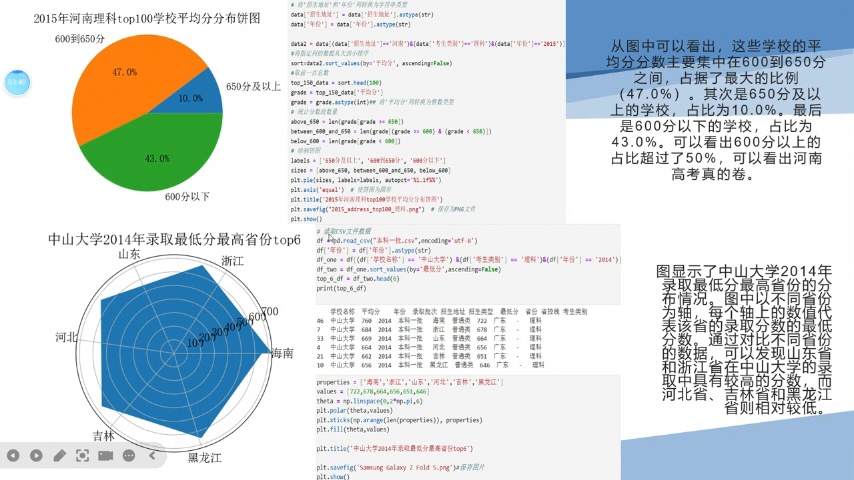 2015年河南理科top100学校平均分分布饼图
600到650分
47.0%
650分及以上
10.0%
43.0%
600分以下
03:40
# 将'招生地址'和'年份'列转换为字符串类型
data['招生地址'] = data['招生地址'].astype(str)
data['年份'] = data['年份'].astype(str)
data2 = data[(data['招生地址']=='河南')&(data['考生类别']=='理科')&(data['年份']=='2015')]
#将指定列的数据从大到小排序
sort=data2.sort_values(by='平均分', ascending=False)
#取前一百名数
top_150_data = sort.head(100)
grade = top_150_data['平均分']
grade = grade.astype(int)## 将'平均分'列转换为整数类型
# 统计分数段数量
above_650 = len(grade[grade >= 650])
between_600_and_650 = len(grade[(grade >= 600) & (grade < 650)])
below_600 = len(grade[grade < 600])
# 绘制饼图
labels = ['650分及以上', '600到650分', '600分以下']
sizes = [above_650, between_600_and_650, below_600]
plt.pie(sizes, labels=labels, autopct='%1.1f%%')
plt.axis('equal') # 使饼图为圆形
plt.title('2015年河南理科top100学校平均分分布饼图')
plt.savefig("2015_address_top100_理科.png") # 保存为PNG文件
plt.show()
从图中可以看出，这些学校的平
均分分数主要集中在600到650分
之间，占据了最大的比例
（47.0%）。其次是650分及以
上的学校，占比为10.0%。最后
是600分以下的学校，占比为
43.0%。可以看出600分以上的
占比超过了50%，可以看出河南
高考真的卷。
中山大学2014年录取最低分最高省份top6
山东
浙江
河北
海南
吉林
黑龙江
100
200
300
400
500
600
700
# 读取CSV文件数据
df = pd.read_csv("本科一批.csv",encoding='utf-8')
df['年份'] = df['年份'].astype(str)
df_one = df[(df['学校名称'] == '中山大学') &(df['考生类别'] == '理科')&(df['年份'] == '2014')]
df_two = df_one.sort_values(by='最低分',ascending=False)
top_6_df = df_two.head(6)
print(top_6_df)
学校名称 平均分 年份 录取批次 招生地址 招生类型 最低分 省份 省控线 考生类别
46 中山大学 760 2014 本科一批 海南 普通类 722 广东 - 理科
7 中山大学 684 2014 本科一批 浙江 普通类 678 广东 - 理科
33 中山大学 669 2014 本科一批 山东 普通类 664 广东 - 理科
4 中山大学 664 2014 本科一批 河北 普通类 656 广东 - 理科
21 中山大学 662 2014 本科一批 吉林 普通类 651 广东 - 理科
10 中山大学 656 2014 本科一批 黑龙江 普通类 646 广东 - 理科
properties = ['海南','浙江','山东','河北','吉林','黑龙江']
values = [722,678,664,656,651,646]
theta = np.linspace(0,2*np.pi,6)
plt.polar(theta,values)
plt.xticks(np.arange(len(properties)), properties)
plt.fill(theta,values)
plt.title('中山大学2014年录取最低分最高省份top6')
plt.savefig('Samsung Galaxy Z Fold 5.png')#保存图片
plt.show()
图显示了中山大学2014年
录取最低分最高省份的分
布情况。图中以不同省份
为轴，每个轴上的数值代
表该省的录取分数的最低
分数。通过对比不同省份
的数据，可以发现山东省
和浙江省在中山大学的录
取中具有较高的分数，而
河北省、吉林省和黑龙江
省则相对较低。